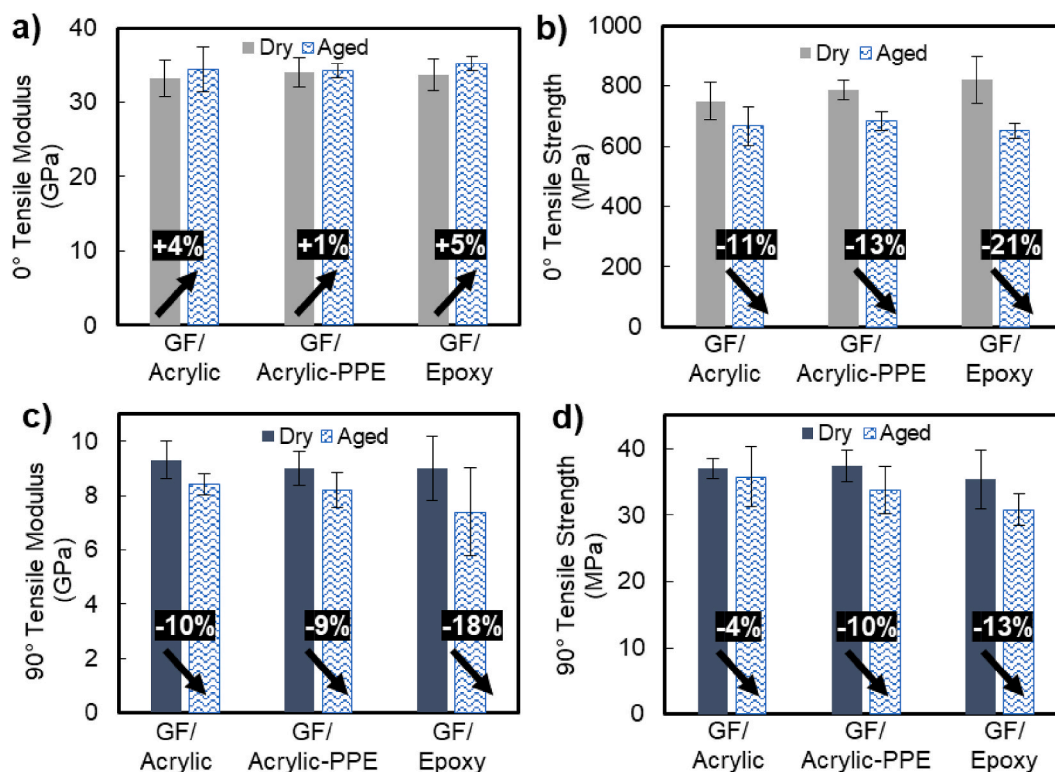 a)
0° Tensile Modulus
(GPa)
40
30
20
10
0
Dry Aged
+4% +1% +5%
GF/ GF/ GF/
Acrylic Acrylic-PPE Epoxy
b)
0° Tensile Strength
(MPa)
1000
800
600
400
200
0
Dry Aged
-11% -13% -21%
GF/ GF/ GF/
Acrylic Acrylic-PPE Epoxy
c)
90° Tensile Modulus
(GPa)
10
8
6
4
2
0
Dry Aged
-10% -9% -18%
GF/ GF/ GF/
Acrylic Acrylic-PPE Epoxy
d)
90° Tensile Strength
(MPa)
40
30
20
10
0
Dry Aged
-4% -10% -13%
GF/ GF/ GF/
Acrylic Acrylic-PPE Epoxy